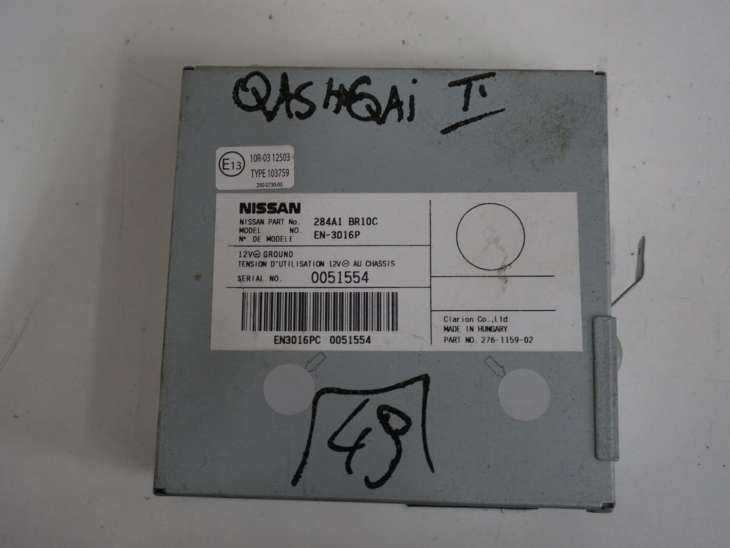 QASHQAi II
E13
10R-03 12503
TYPE 103759
NISSAN
NISSAN PART No. 284A1 BR10C
MODEL NO. EN-3016P
N° DE MODELE
12V⊖ GROUND
TENSION D'UTILISATION 12V⊖ AU CHASSIS
SERIAL NO. 0051554
EN3016PC 0051554
Clarion Co.,Ltd
MADE IN HUNGARY
PART NO. 276-1159-02
49